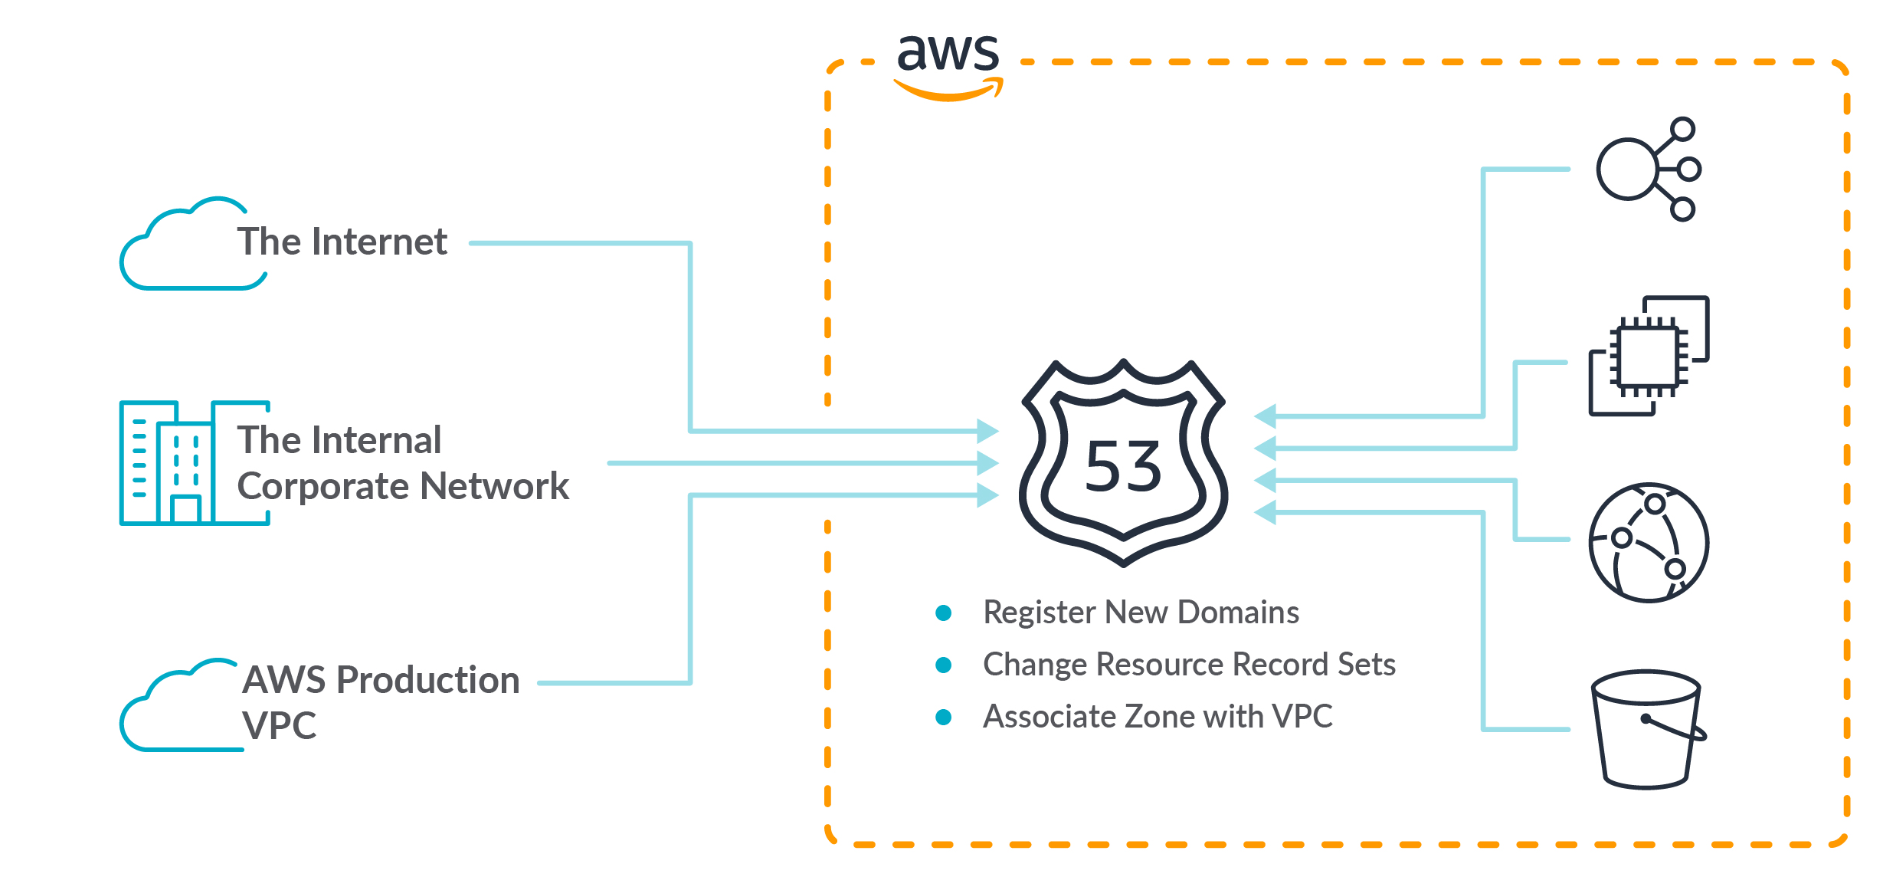 aws
The Internet
The Internal
Corporate Network
AWS Production
VPC
53
Register New Domains
Change Resource Record Sets
Associate Zone with VPC